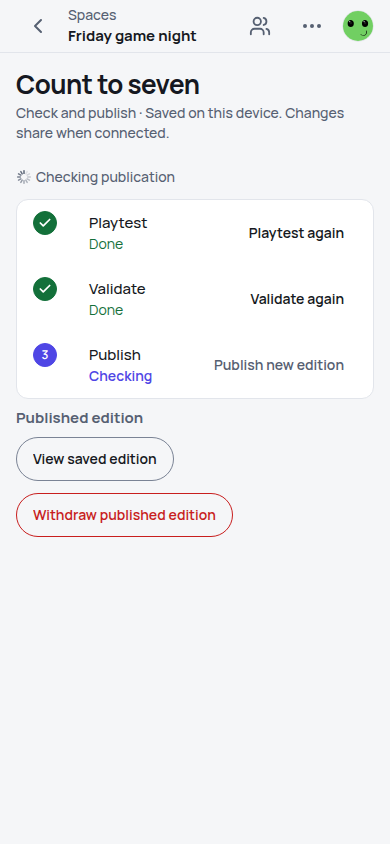 Spaces
Friday game night
Count to seven
Check and publish · Saved on this device. Changes
share when connected.
Checking publication
Playtest
Done
Playtest again
Validate
Done
Validate again
3
Publish
Checking
Publish new edition
Published edition
View saved edition
Withdraw published edition